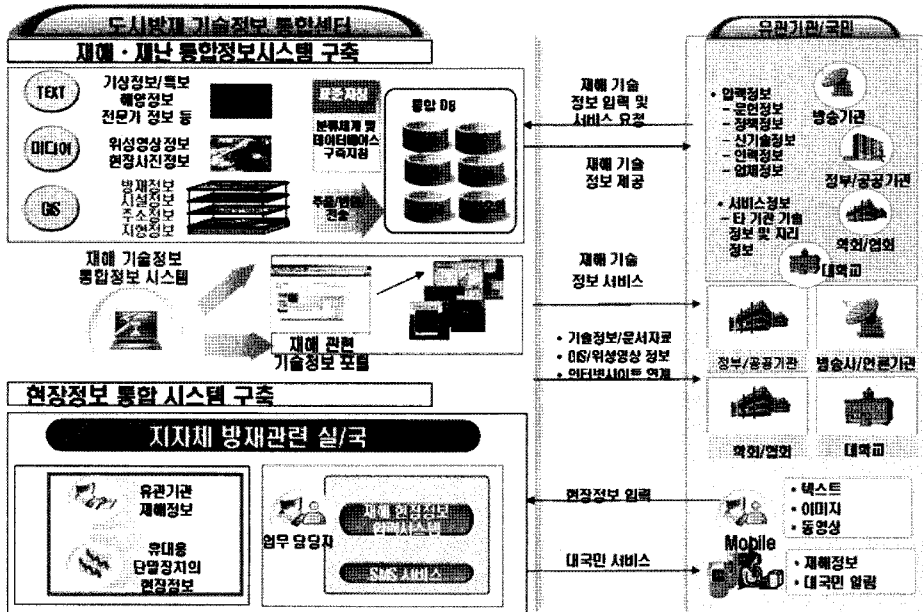 도시방재 기술정보 통합센터
재해·재난 통합정보시스템 구축
TEXT
기상정보/특보
해양정보
전문가 정보 등
미디어
위성영상정보
현장사진정보
GIS
방재정보
시설정보
주소정보
지형정보
분류체계 및
데이터베이스
구축지침
전송
통합 DB
재해 기술정보
통합정보 시스템
재해 관련
기술정보 포털
현장정보 통합 시스템 구축
지자체 방재관련 실/국
유관기관
재해정보
휴대용
단말장치의
현장정보
업무 담당자
재해 현장정보
SMS 서비스
재해 기술
정보 입력 및
서비스 요청
재해 기술
정보 제공
재해 기술
정보 서비스
• 기술정보/문서자료
• GIS/위성영상 정보
• 인터넷사이트 연계
현장정보 입력
대국민 서비스
유관기관/국민
• 입력정보
– 문헌정보
– 정책정보
– 신기술정보
– 인력정보
– 업체정보
• 서비스정보
– 타 기관 기술
정보 및 자리
정보
방송기관
정부/공공기관
학회/협회
대학교
정부/공공기관
방송사/언론기관
학회/협회
대학교
• 텍스트
• 이미지
• 동영상
Mobile
• 재해정보
• 대국민 알림